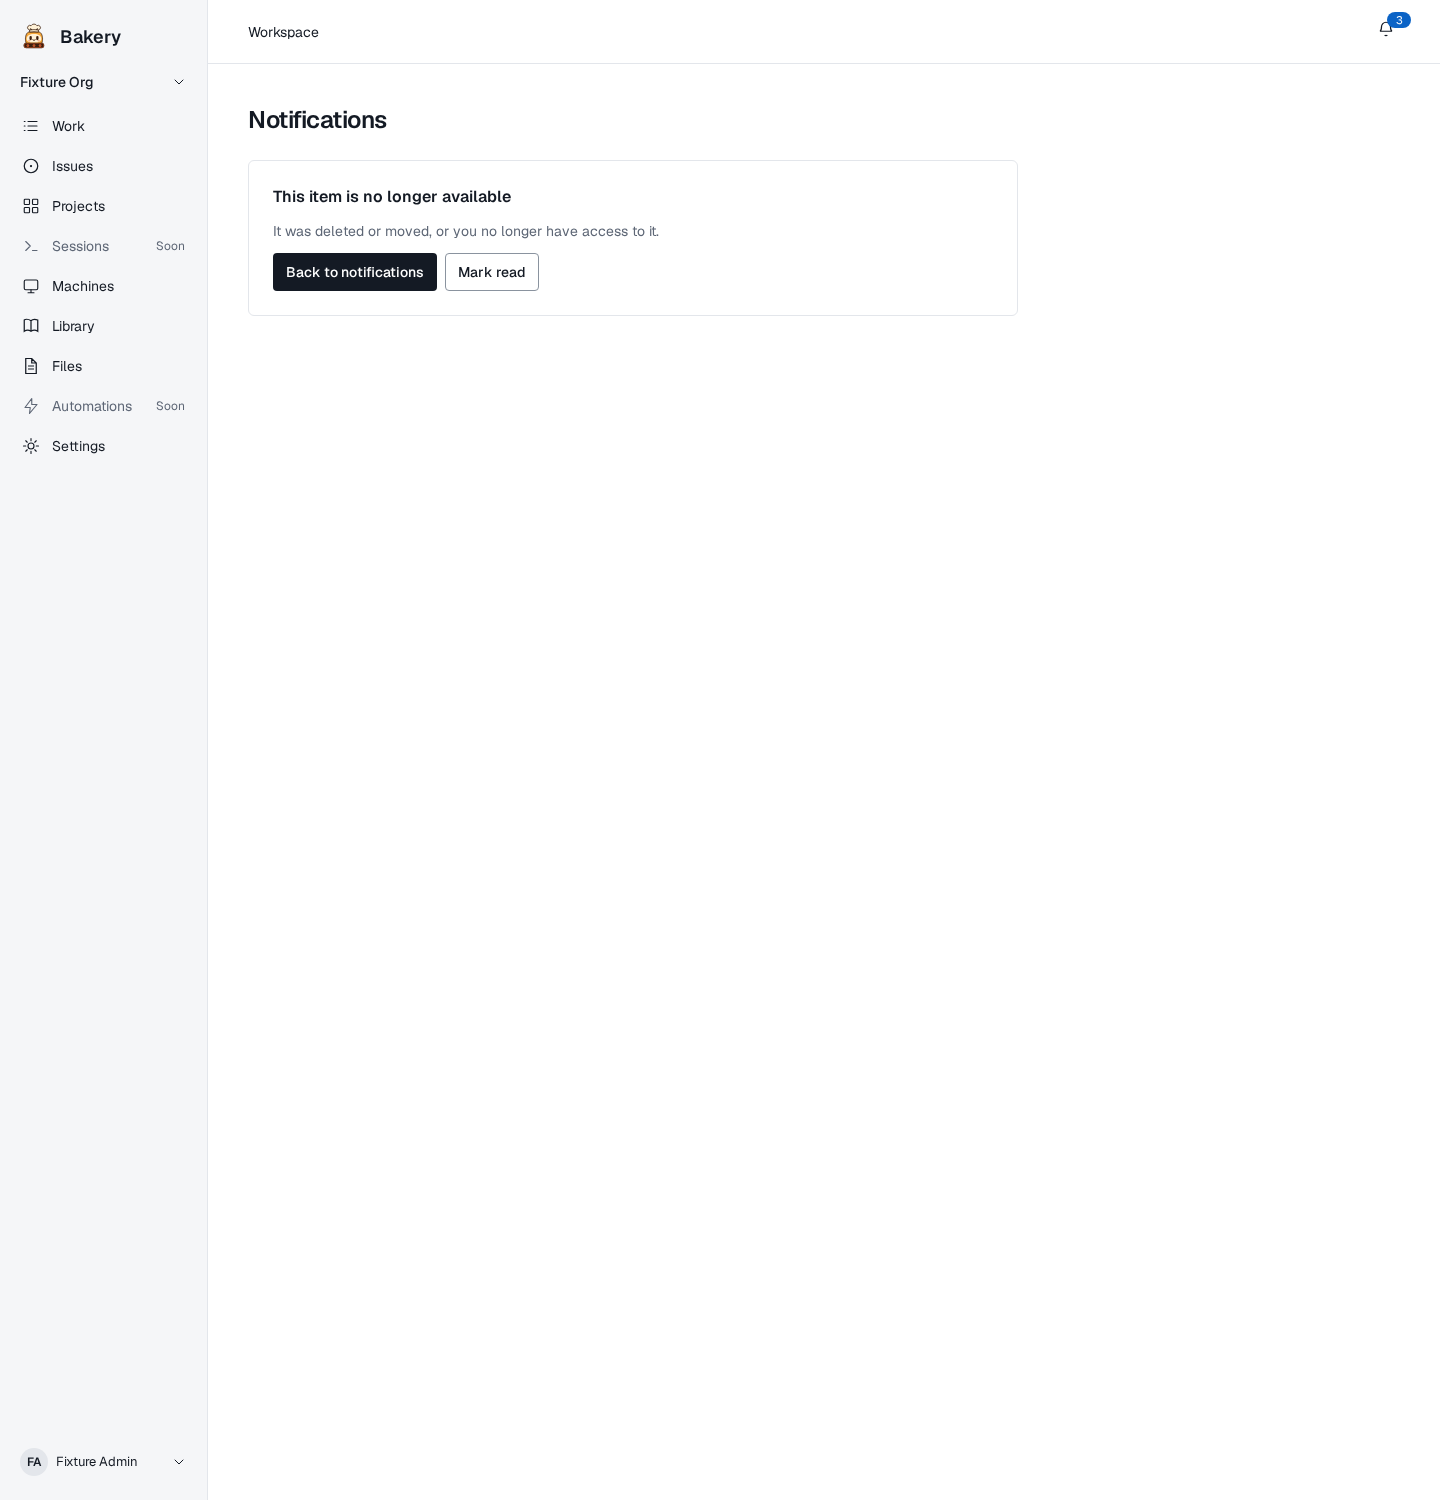 Bakery
Fixture Org
Work
Issues
Projects
Sessions Soon
Machines
Library
Files
Automations Soon
Settings
FA Fixture Admin
Workspace
3
Notifications
This item is no longer available
It was deleted or moved, or you no longer have access to it.
Back to notifications Mark read